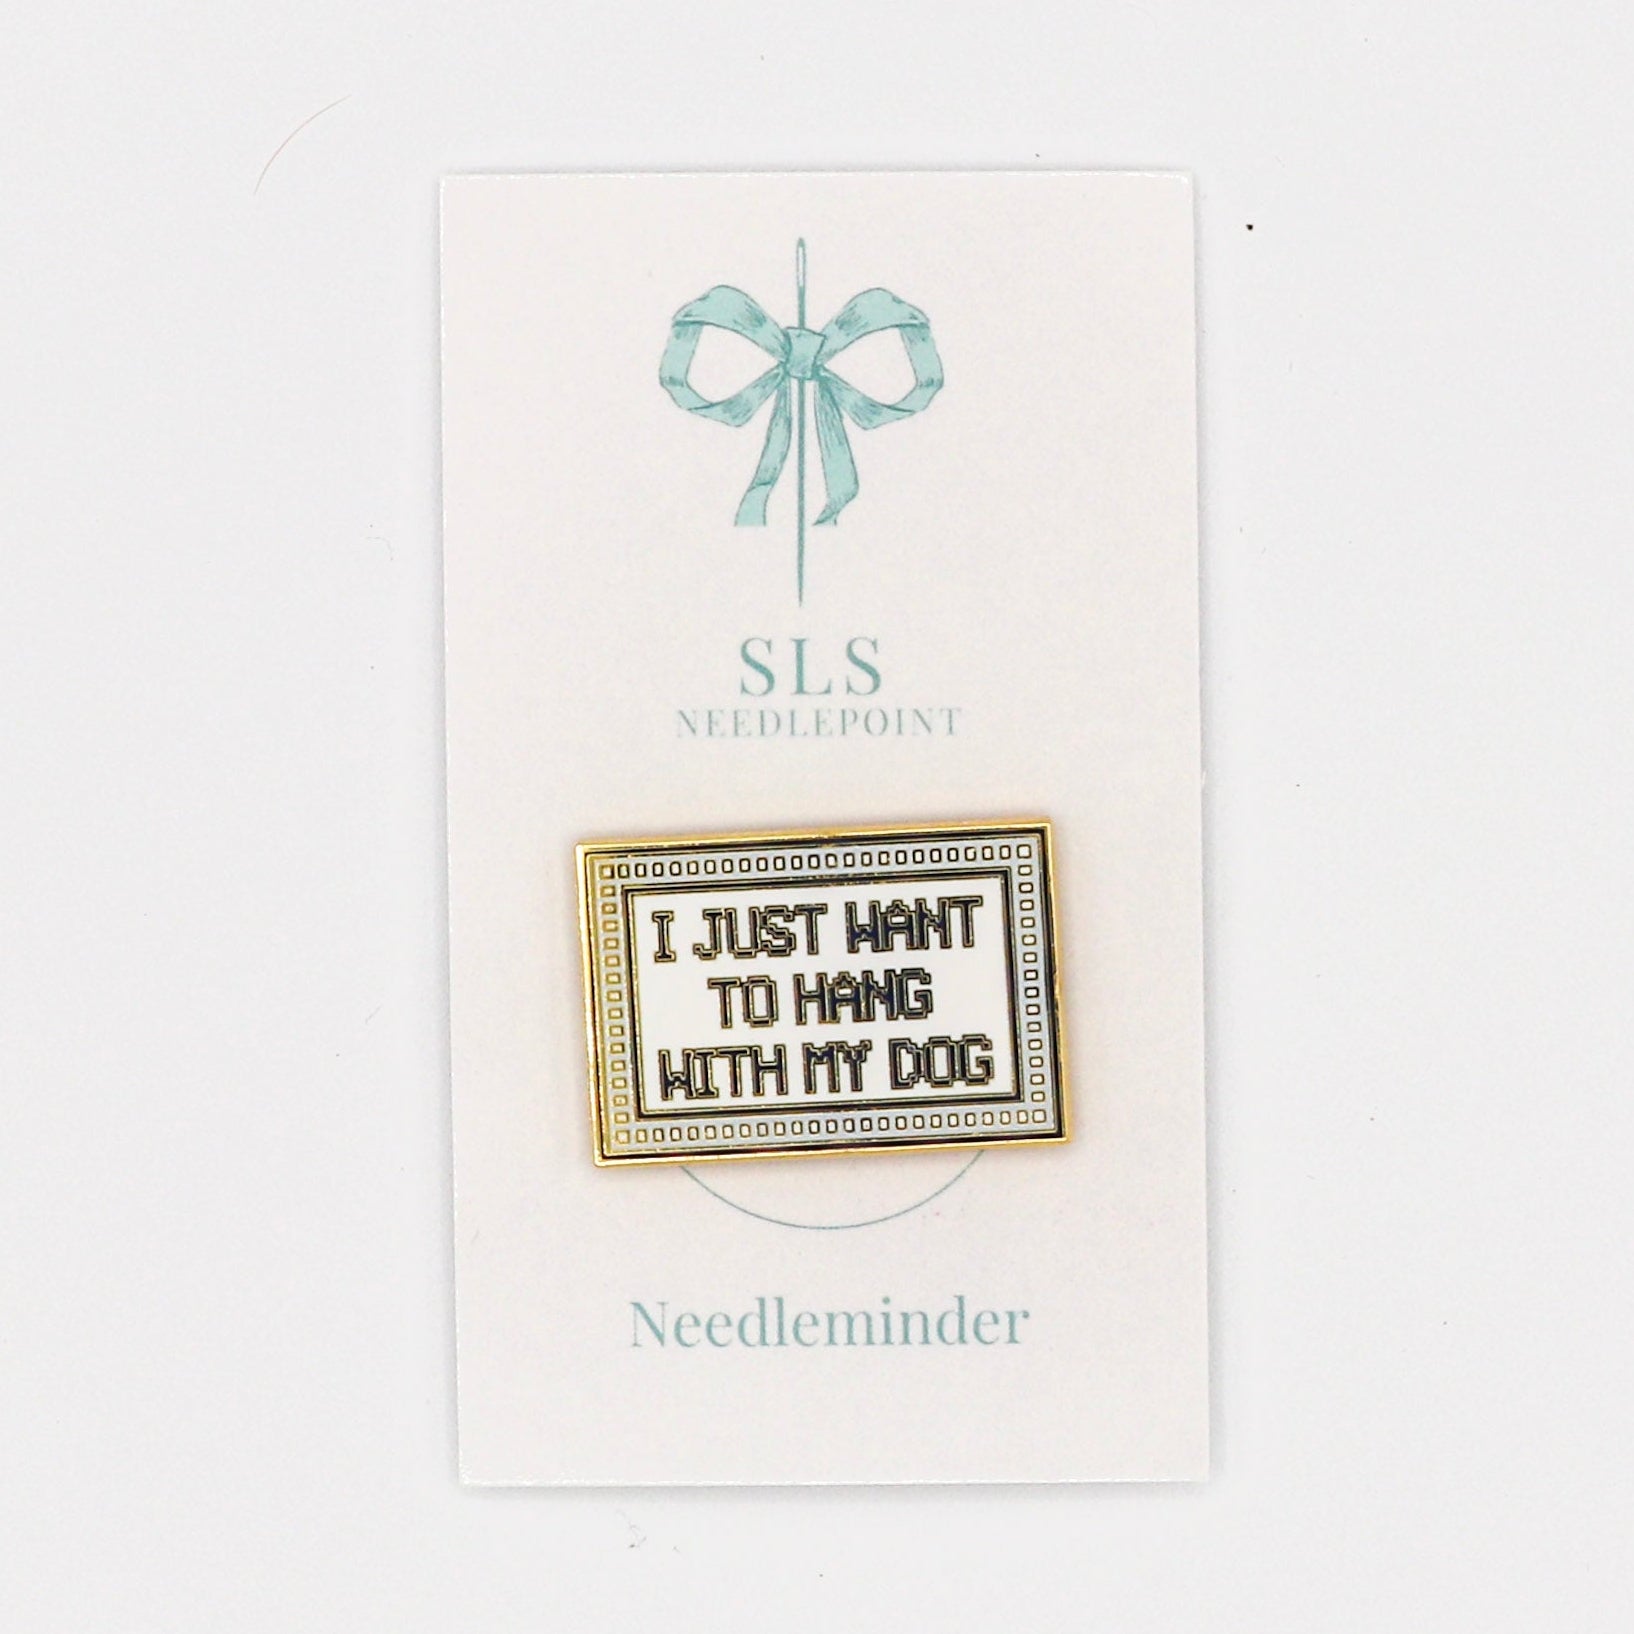 SLS
NEEDLEPOINT
I JUST WANT
TO HANG
WITH MY DOG
Needleminder